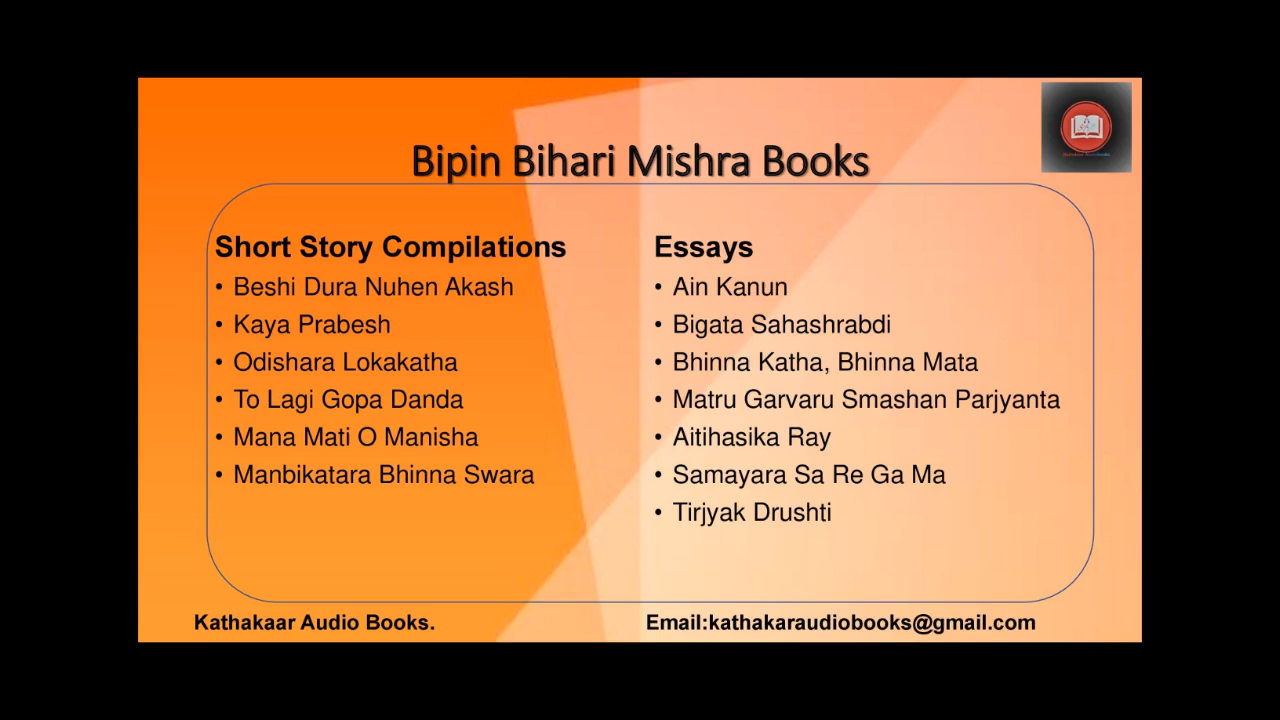 Bipin Bihari Mishra Books
Short Story Compilations
• Beshi Dura Nuhen Akash
• Kaya Prabesh
• Odishara Lokakatha
• To Lagi Gopa Danda
• Mana Mati O Manisha
• Manbikatara Bhinna Swara
Essays
• Ain Kanun
• Bigata Sahashrabdi
• Bhinna Katha, Bhinna Mata
• Matru Garvaru Smashan Parjyanta
• Aitihasika Ray
• Samayara Sa Re Ga Ma
• Tirjyak Drushti
Kathakaar Audio Books.
Email:kathakaraudiobooks@gmail.com